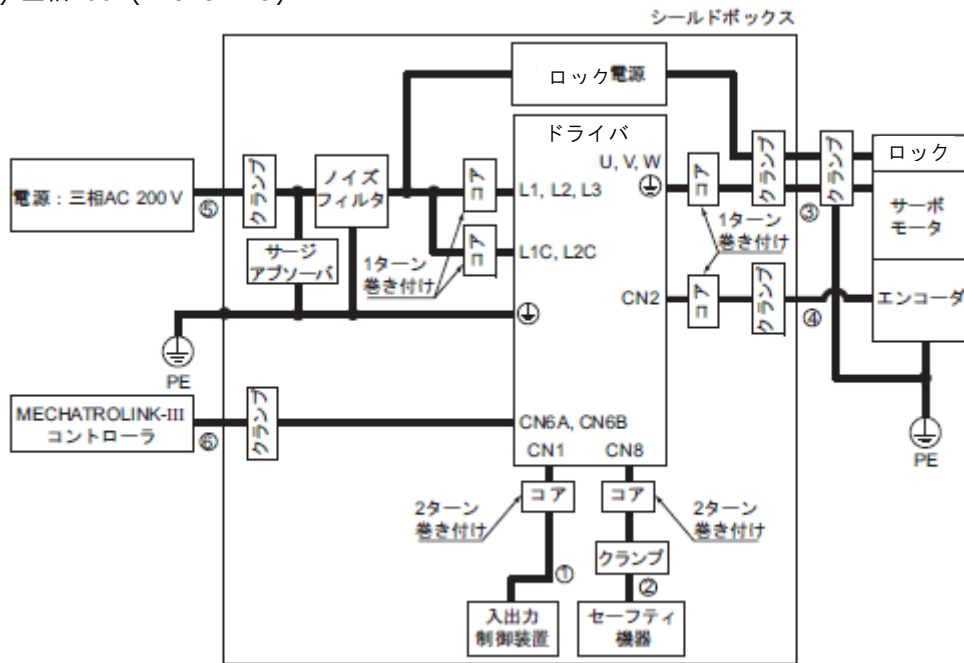 シールドボックス
ロック電源
ドライバ
U, V, W
クランプ
クランプ
ロック
電源：三相AC 200 V
⑤
クランプ
ノイズ
フィルタ
コア
L1, L2, L3
コア
③
サーボ
モータ
サージ
アブソーバ
1ターン
巻き付け
コア
L1C, L2C
1ターン
巻き付け
CN2
コア
クランプ
④
エンコーダ
PE
MECHATROLINK-III
コントローラ
⑥
クランプ
CN6A, CN6B
CN1
CN8
PE
2ターン
巻き付け
コア
コア
2ターン
巻き付け
クランプ
①
②
入出力
制御装置
セーフティ
機器